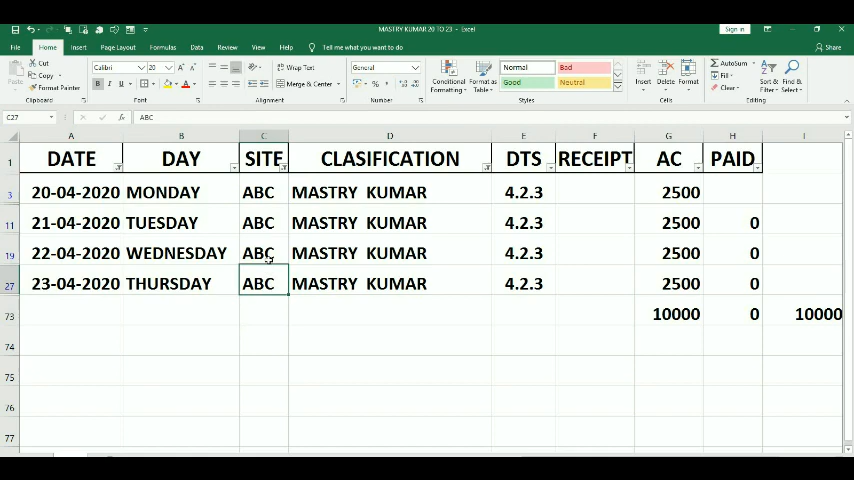 MASTRY KUMAR 20 TO 23 - Excel
Sign in
File Home Insert Page Layout Formulas Data Review View Help Tell me what you want to do Share
Paste Cut Copy Format Painter Clipboard
Calibri 20 B I U Font
Wrap Text Merge & Center Alignment
General % Number
Conditional Formatting Format as Table Normal Bad Good Neutral Styles
Insert Delete Format Cells
AutoSum Fill Clear Sort & Filter Find & Select Editing
C27 fx ABC
A B C D E F G H I
1 DATE DAY SITE CLASIFICATION DTS RECEIPT AC PAID
3 20-04-2020 MONDAY ABC MASTRY KUMAR 4.2.3 2500
11 21-04-2020 TUESDAY ABC MASTRY KUMAR 4.2.3 2500 0
19 22-04-2020 WEDNESDAY ABC MASTRY KUMAR 4.2.3 2500 0
27 23-04-2020 THURSDAY ABC MASTRY KUMAR 4.2.3 2500 0
73 10000 0 10000
74
75
76
77